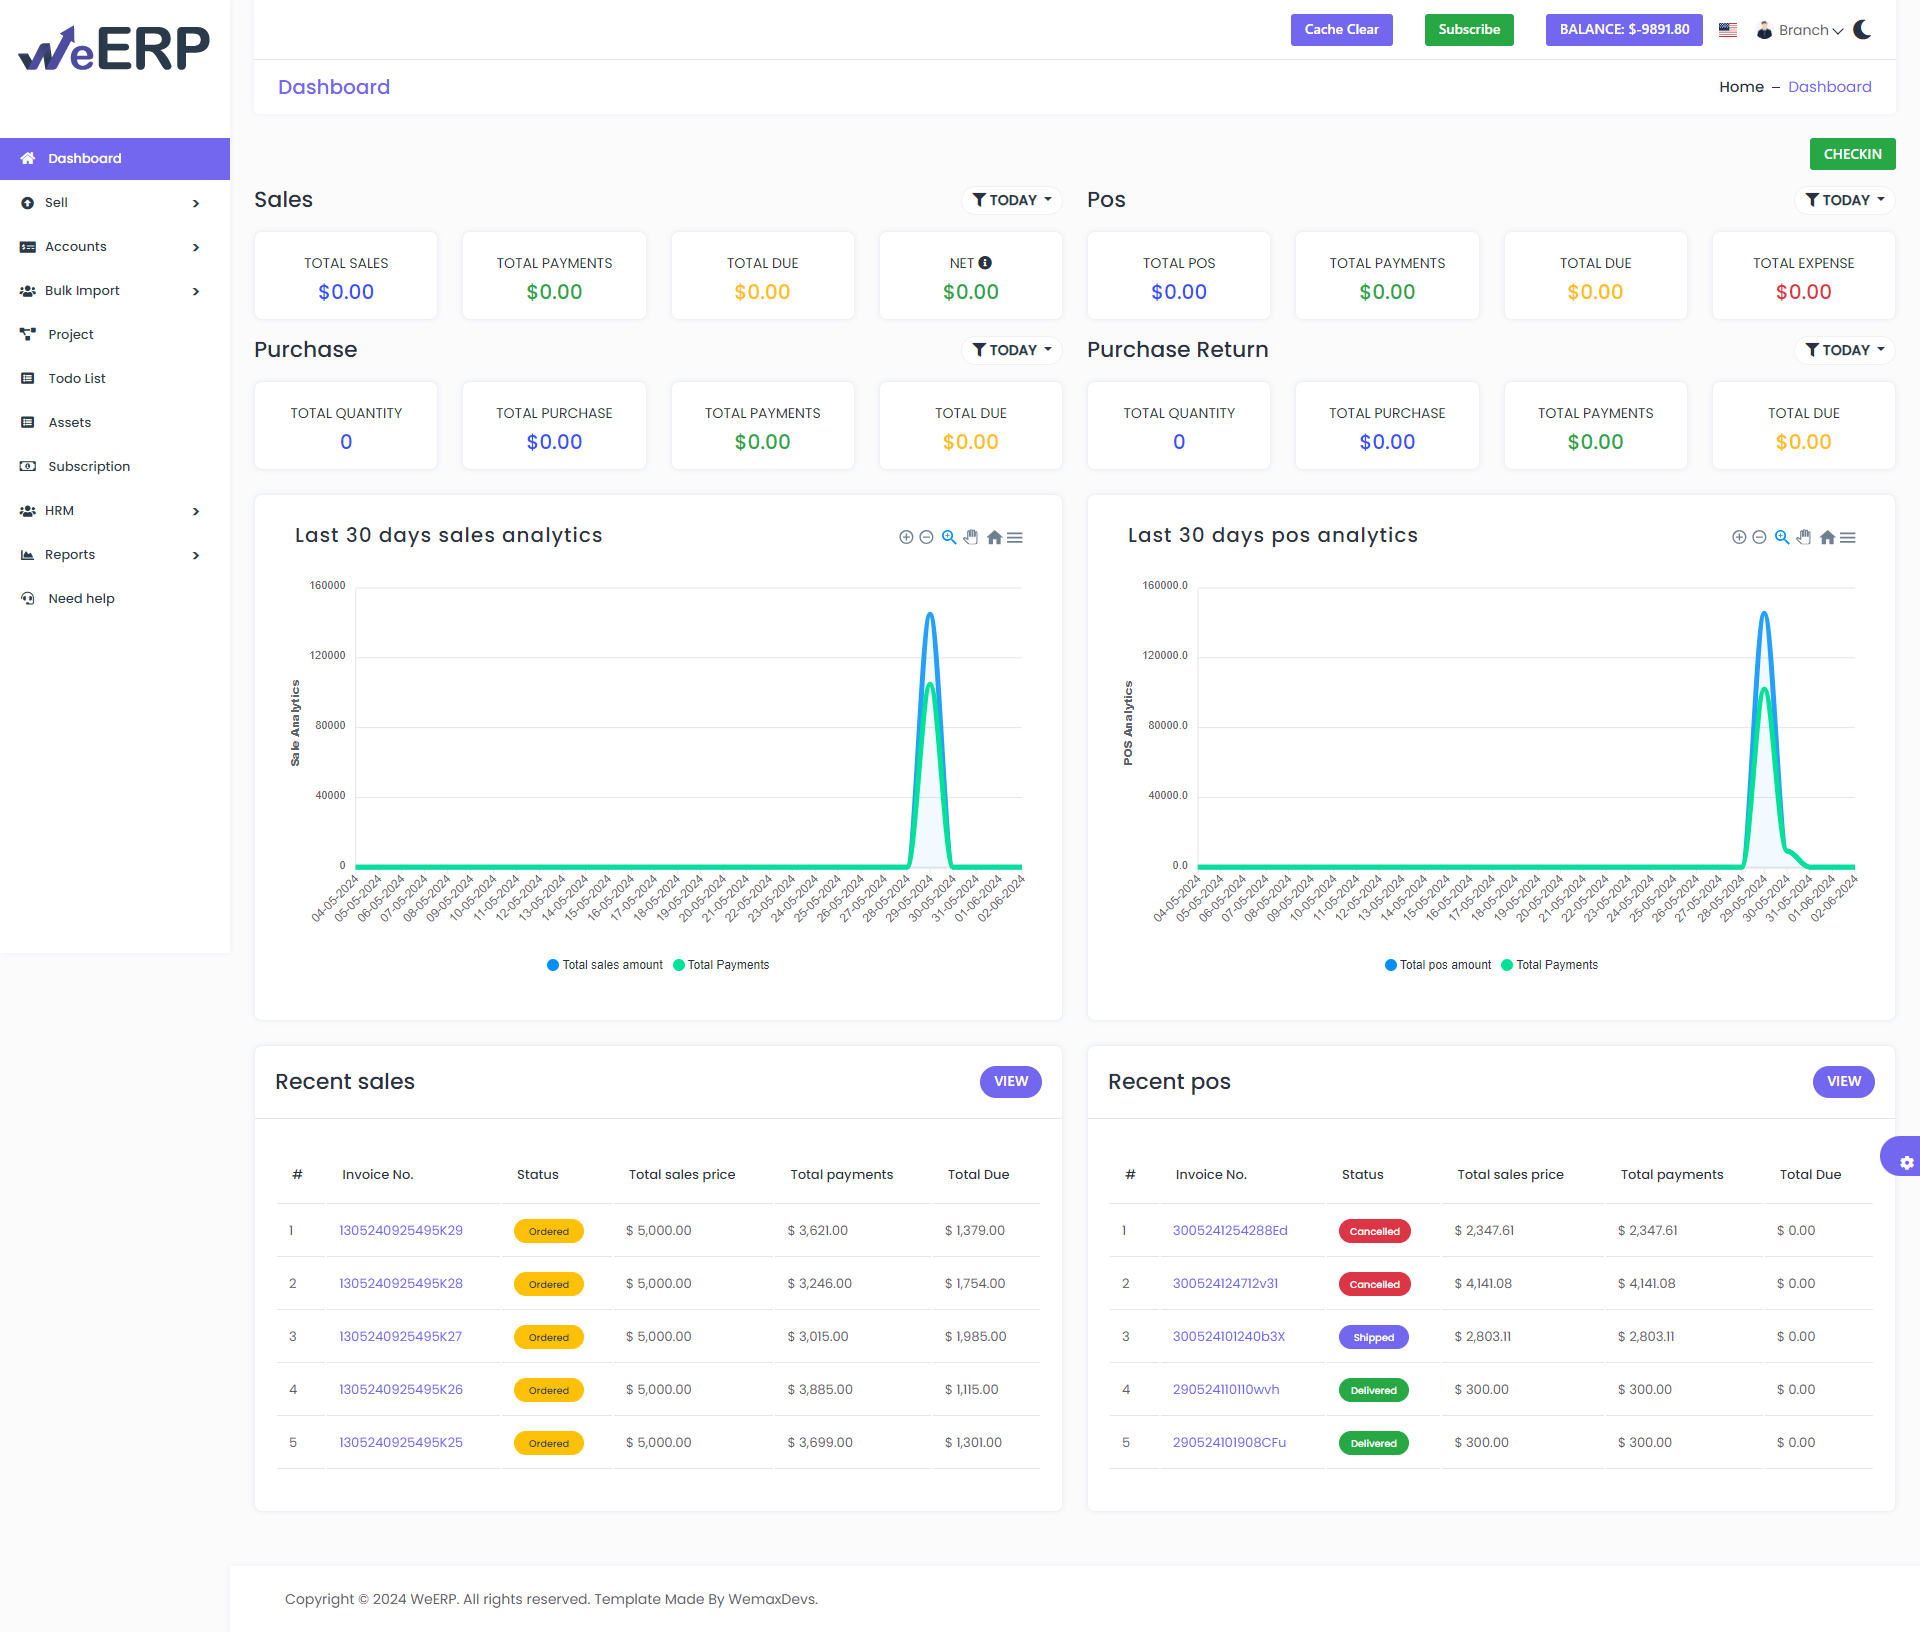 weERP
Cache Clear
Subscribe
BALANCE: $-9891.80
Branch
Dashboard
Home – Dashboard
Dashboard
Sell
Accounts
Bulk Import
Project
Todo List
Assets
Subscription
HRM
Reports
Need help
CHECKIN
Sales
TODAY
TOTAL SALES
$0.00
TOTAL PAYMENTS
$0.00
TOTAL DUE
$0.00
NET
$0.00
Pos
TODAY
TOTAL POS
$0.00
TOTAL PAYMENTS
$0.00
TOTAL DUE
$0.00
TOTAL EXPENSE
$0.00
Purchase
TODAY
TOTAL QUANTITY
0
TOTAL PURCHASE
$0.00
TOTAL PAYMENTS
$0.00
TOTAL DUE
$0.00
Purchase Return
TODAY
TOTAL QUANTITY
0
TOTAL PURCHASE
$0.00
TOTAL PAYMENTS
$0.00
TOTAL DUE
$0.00
Last 30 days sales analytics
Sale Analytics
160000
120000
80000
40000
0
04-05-2024
05-05-2024
06-05-2024
07-05-2024
08-05-2024
09-05-2024
10-05-2024
11-05-2024
12-05-2024
13-05-2024
14-05-2024
15-05-2024
16-05-2024
17-05-2024
18-05-2024
19-05-2024
20-05-2024
21-05-2024
22-05-2024
23-05-2024
24-05-2024
25-05-2024
26-05-2024
27-05-2024
28-05-2024
29-05-2024
30-05-2024
31-05-2024
01-06-2024
02-06-2024
Total sales amount Total Payments
Last 30 days pos analytics
POS Analytics
160000.0
120000.0
80000.0
40000.0
0.0
04-05-2024
05-05-2024
06-05-2024
07-05-2024
08-05-2024
09-05-2024
10-05-2024
11-05-2024
12-05-2024
13-05-2024
14-05-2024
15-05-2024
16-05-2024
17-05-2024
18-05-2024
19-05-2024
20-05-2024
21-05-2024
22-05-2024
23-05-2024
24-05-2024
25-05-2024
26-05-2024
27-05-2024
28-05-2024
29-05-2024
30-05-2024
31-05-2024
01-06-2024
02-06-2024
Total pos amount Total Payments
Recent sales
VIEW
# Invoice No. Status Total sales price Total payments Total Due
1 1305240925495K29 Ordered $ 5,000.00 $ 3,621.00 $ 1,379.00
2 1305240925495K28 Ordered $ 5,000.00 $ 3,246.00 $ 1,754.00
3 1305240925495K27 Ordered $ 5,000.00 $ 3,015.00 $ 1,985.00
4 1305240925495K26 Ordered $ 5,000.00 $ 3,885.00 $ 1,115.00
5 1305240925495K25 Ordered $ 5,000.00 $ 3,699.00 $ 1,301.00
Recent pos
VIEW
# Invoice No. Status Total sales price Total payments Total Due
1 3005241254288Ed Cancelled $ 2,347.61 $ 2,347.61 $ 0.00
2 300524124712v31 Cancelled $ 4,141.08 $ 4,141.08 $ 0.00
3 300524101240b3X Shipped $ 2,803.11 $ 2,803.11 $ 0.00
4 290524110110wvh Delivered $ 300.00 $ 300.00 $ 0.00
5 290524101908CFu Delivered $ 300.00 $ 300.00 $ 0.00
Copyright © 2024 WeERP. All rights reserved. Template Made By WemaxDevs.